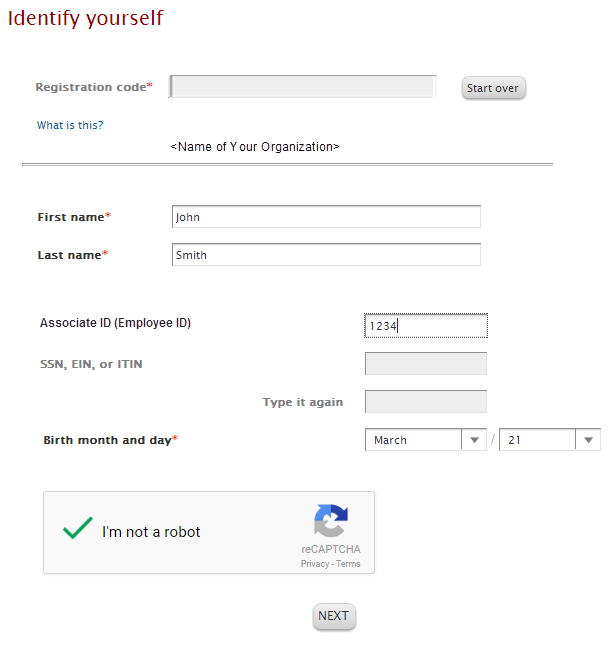 Identify yourself
Registration code*
Start over
What is this?
<Name of Your Organization>
First name* John
Last name* Smith
Associate ID (Employee ID) 1234
SSN, EIN, or ITIN
Type it again
Birth month and day* March / 21
I'm not a robot
reCAPTCHA
Privacy - Terms
NEXT